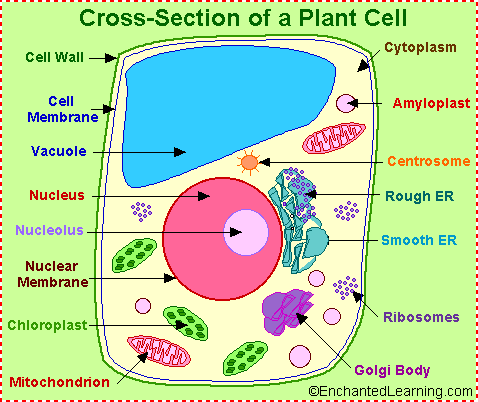 Cross-Section of a Plant Cell
Cell Wall
Cytoplasm
Cell
Membrane
Amyloplast
Vacuole
Centrosome
Nucleus
Rough ER
Nucleolus
Smooth ER
Nuclear
Membrane
Chloroplast
Ribosomes
Golgi Body
Mitochondrion
©EnchantedLearning.com